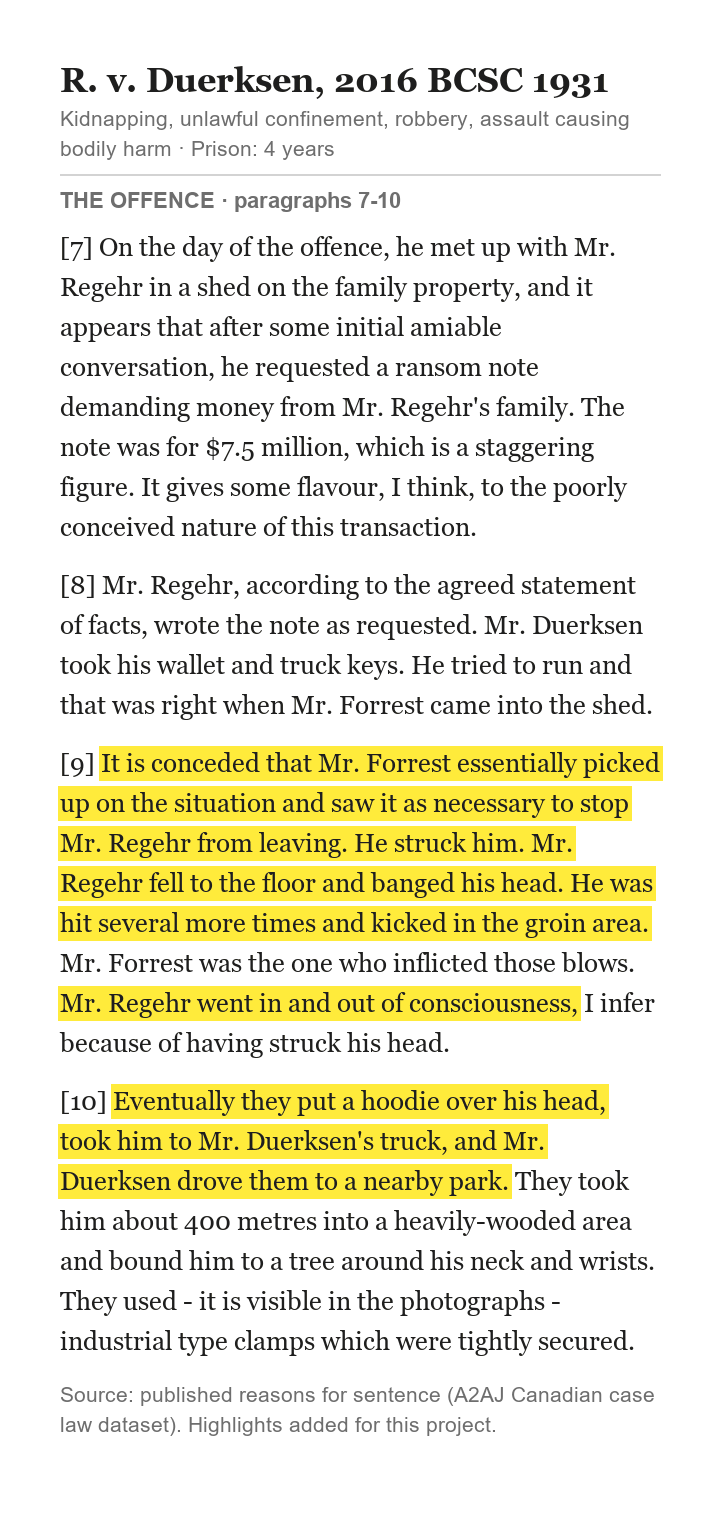 R. v. Duerksen, 2016 BCSC 1931
Kidnapping, unlawful confinement, robbery, assault causing
bodily harm · Prison: 4 years
THE OFFENCE · paragraphs 7-10
[7] On the day of the offence, he met up with Mr.
Regehr in a shed on the family property, and it
appears that after some initial amiable
conversation, he requested a ransom note
demanding money from Mr. Regehr's family. The
note was for $7.5 million, which is a staggering
figure. It gives some flavour, I think, to the poorly
conceived nature of this transaction.
[8] Mr. Regehr, according to the agreed statement
of facts, wrote the note as requested. Mr. Duerksen
took his wallet and truck keys. He tried to run and
that was right when Mr. Forrest came into the shed.
[9] It is conceded that Mr. Forrest essentially picked
up on the situation and saw it as necessary to stop
Mr. Regehr from leaving. He struck him. Mr.
Regehr fell to the floor and banged his head. He was
hit several more times and kicked in the groin area.
Mr. Forrest was the one who inflicted those blows.
Mr. Regehr went in and out of consciousness, I infer
because of having struck his head.
[10] Eventually they put a hoodie over his head,
took him to Mr. Duerksen's truck, and Mr.
Duerksen drove them to a nearby park. They took
him about 400 metres into a heavily-wooded area
and bound him to a tree around his neck and wrists.
They used - it is visible in the photographs -
industrial type clamps which were tightly secured.
Source: published reasons for sentence (A2AJ Canadian case
law dataset). Highlights added for this project.